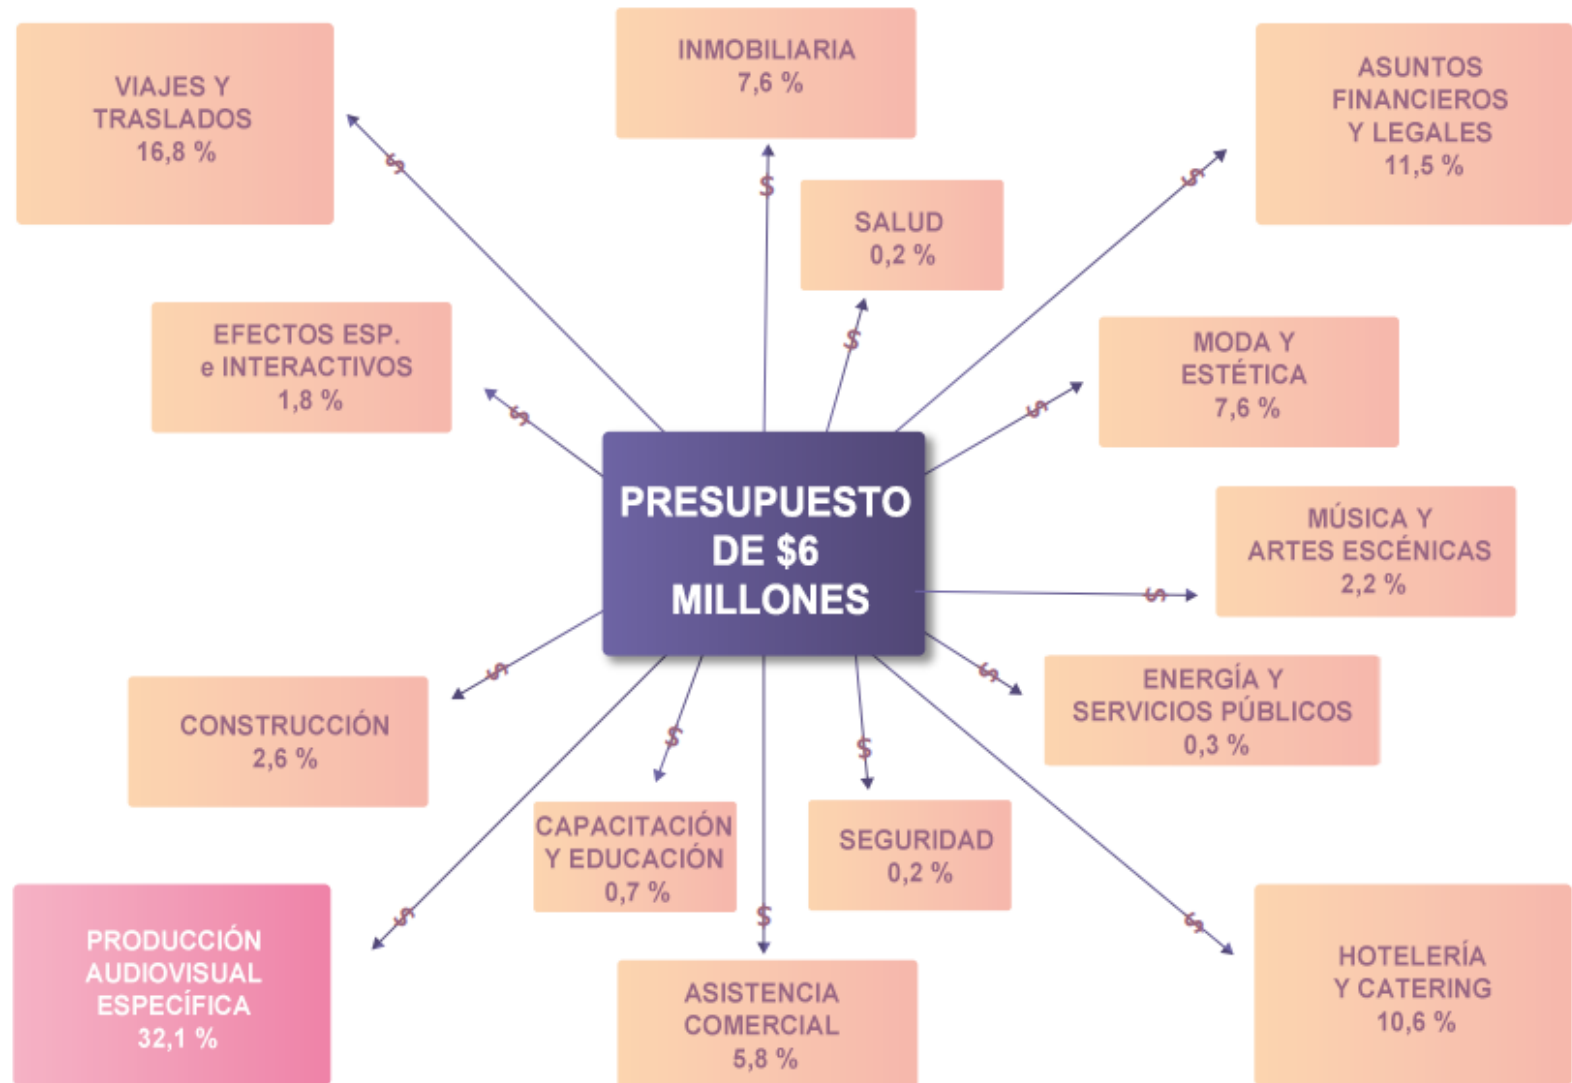 VIAJES Y
TRASLADOS
16,8 %
INMOBILIARIA
7,6 %
ASUNTOS
FINANCIEROS
Y LEGALES
11,5 %
SALUD
0,2 %
EFECTOS ESP.
e INTERACTIVOS
1,8 %
MODA Y
ESTÉTICA
7,6 %
PRESUPUESTO
DE $6
MILLONES
MÚSICA Y
ARTES ESCÉNICAS
2,2 %
CONSTRUCCIÓN
2,6 %
ENERGÍA Y
SERVICIOS PÚBLICOS
0,3 %
CAPACITACIÓN
Y EDUCACIÓN
0,7 %
SEGURIDAD
0,2 %
PRODUCCIÓN
AUDIOVISUAL
ESPECÍFICA
32,1 %
ASISTENCIA
COMERCIAL
5,8 %
HOTELERÍA
Y CATERING
10,6 %
$
$
$
$
$
$
$
$
$
$
$
$
$
$